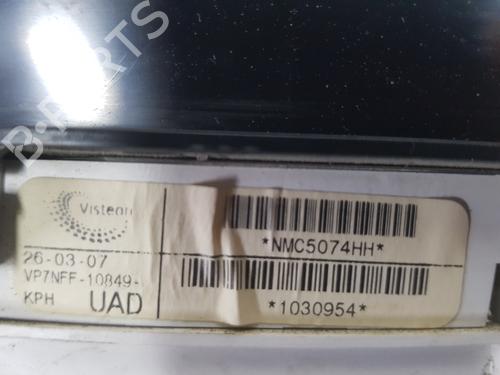 B-PARTS
Visteon
*NMC5074HH*
26-03-07
VP7NFF-10849-
KPH UAD
*1030954*